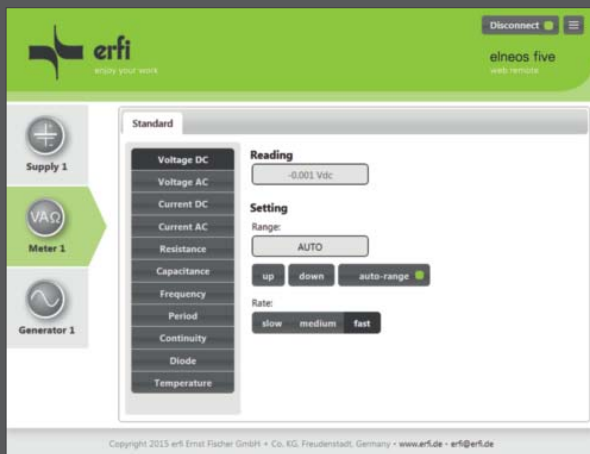 Disconnect
erfi
enjoy your work
elneos five
web remote
Standard
Supply 1
VAΩ
Meter 1
Generator 1
Voltage DC
Voltage AC
Current DC
Current AC
Resistance
Capacitance
Frequency
Period
Continuity
Diode
Temperature
Reading
-0.001 Vdc
Setting
Range:
AUTO
up down auto-range
Rate:
slow medium fast
Copyright 2015 erfi Ernst Fischer GmbH + Co. KG, Freudenstadt, Germany • www.erfi.de - erfi@erfi.de